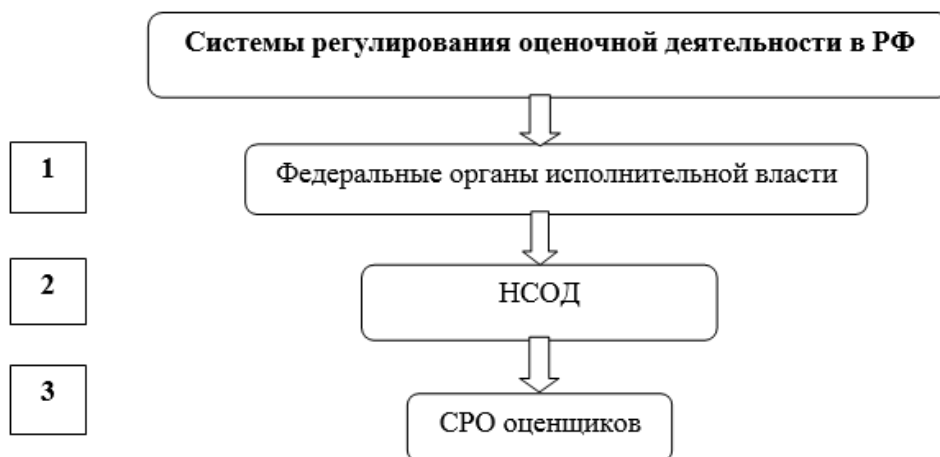 Системы регулирования оценочной деятельности в РФ
1
Федеральные органы исполнительной власти
2
НСОД
3
СРО оценщиков